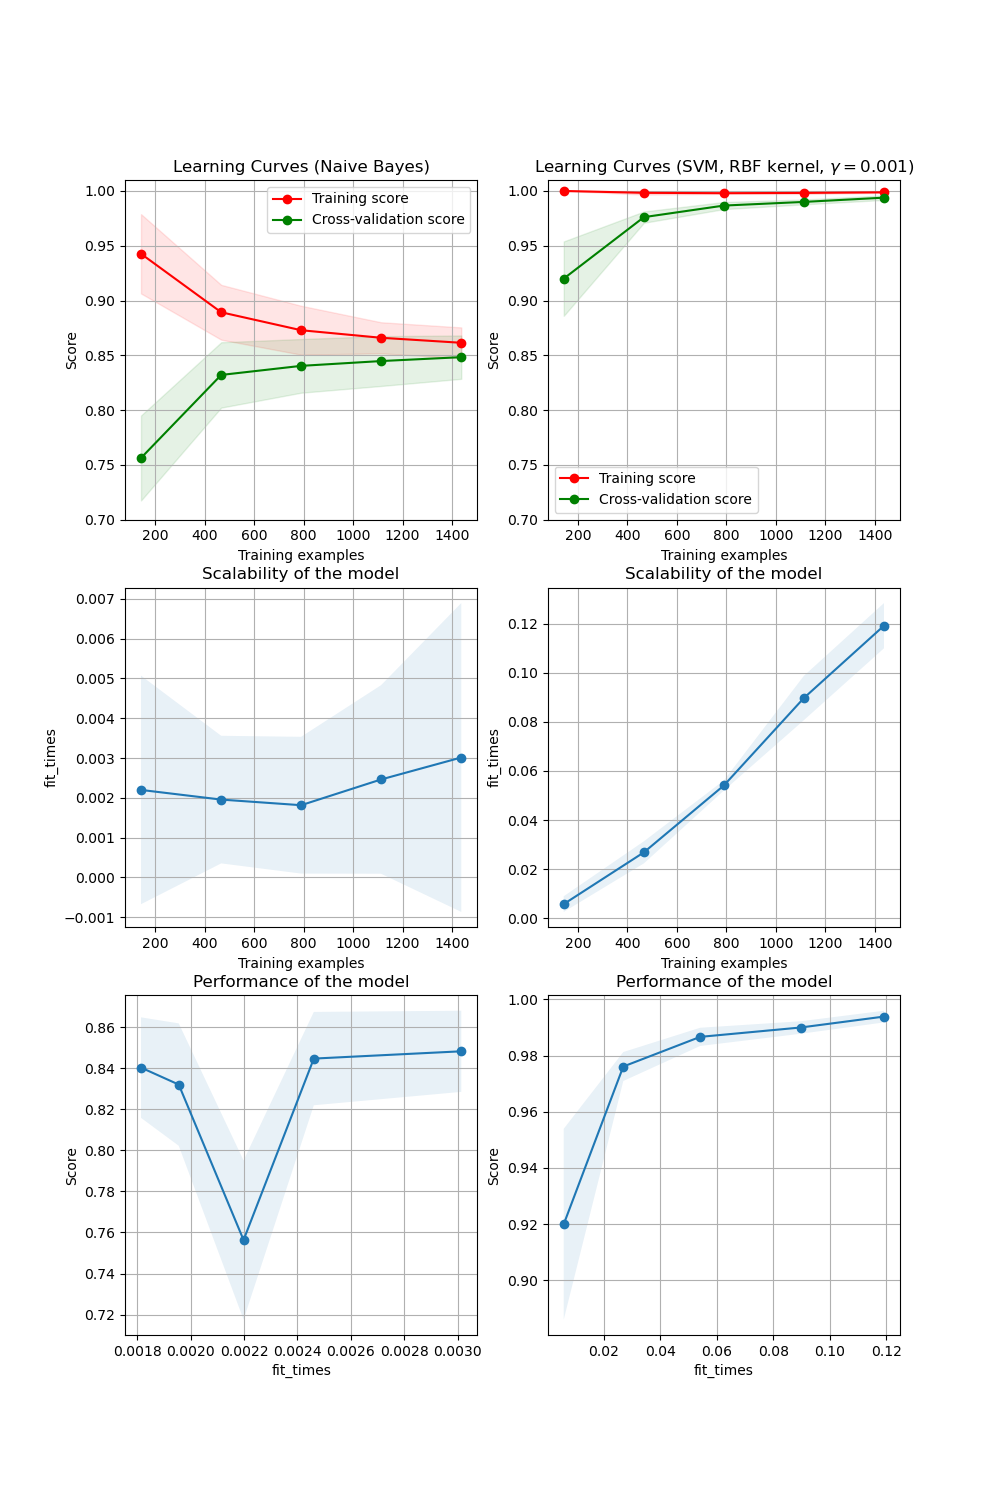 Learning Curves (Naive Bayes)
1.00
0.95
0.90
0.85
0.80
0.75
0.70
Score
Training score
Cross-validation score
200 400 600 800 1000 1200 1400
Training examples
Learning Curves (SVM, RBF kernel, γ = 0.001)
1.00
0.95
0.90
0.85
0.80
0.75
0.70
Score
Training score
Cross-validation score
200 400 600 800 1000 1200 1400
Training examples
Scalability of the model
0.007
0.006
0.005
0.004
0.003
0.002
0.001
0.000
−0.001
fit_times
200 400 600 800 1000 1200 1400
Training examples
Scalability of the model
0.12
0.10
0.08
0.06
0.04
0.02
0.00
fit_times
200 400 600 800 1000 1200 1400
Training examples
Performance of the model
0.86
0.84
0.82
0.80
0.78
0.76
0.74
0.72
Score
0.0018 0.0020 0.0022 0.0024 0.0026 0.0028 0.0030
fit_times
Performance of the model
1.00
0.98
0.96
0.94
0.92
0.90
Score
0.02 0.04 0.06 0.08 0.10 0.12
fit_times